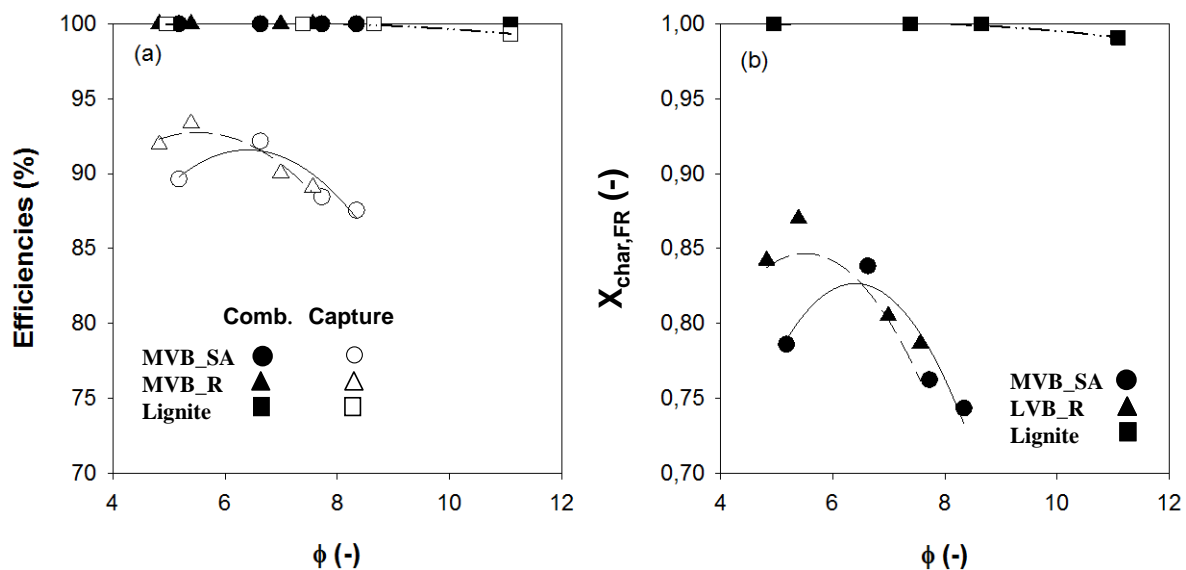 (a)
Efficiencies (%)
100
95
90
85
80
75
70
Comb. Capture
MVB_SA
MVB_R
Lignite
4 6 8 10 12
ϕ (-)
(b)
X_char,FR (-)
1,00
0,95
0,90
0,85
0,80
0,75
0,70
MVB_SA
LVB_R
Lignite
4 6 8 10 12
ϕ (-)